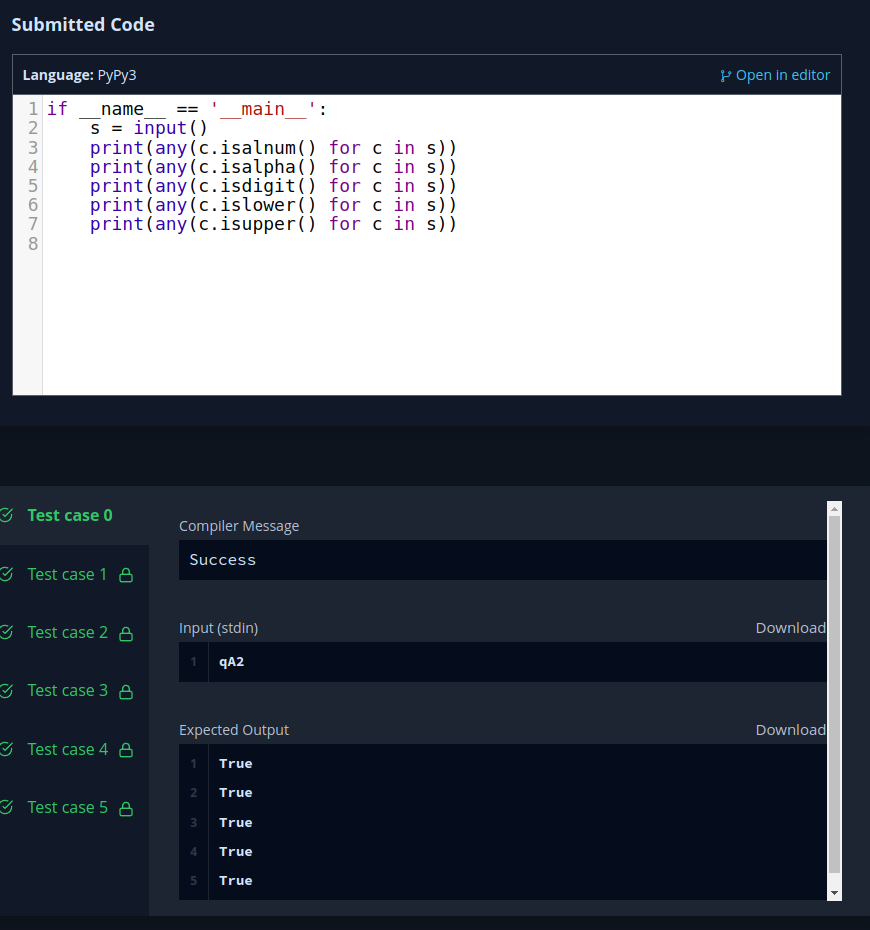 Submitted Code
Language: PyPy3
Open in editor
1 if __name__ == '__main__':
2     s = input()
3     print(any(c.isalnum() for c in s))
4     print(any(c.isalpha() for c in s))
5     print(any(c.isdigit() for c in s))
6     print(any(c.islower() for c in s))
7     print(any(c.isupper() for c in s))
8
Test case 0
Test case 1
Test case 2
Test case 3
Test case 4
Test case 5
Compiler Message
Success
Input (stdin)
Download
1 qA2
Expected Output
Download
1 True
2 True
3 True
4 True
5 True